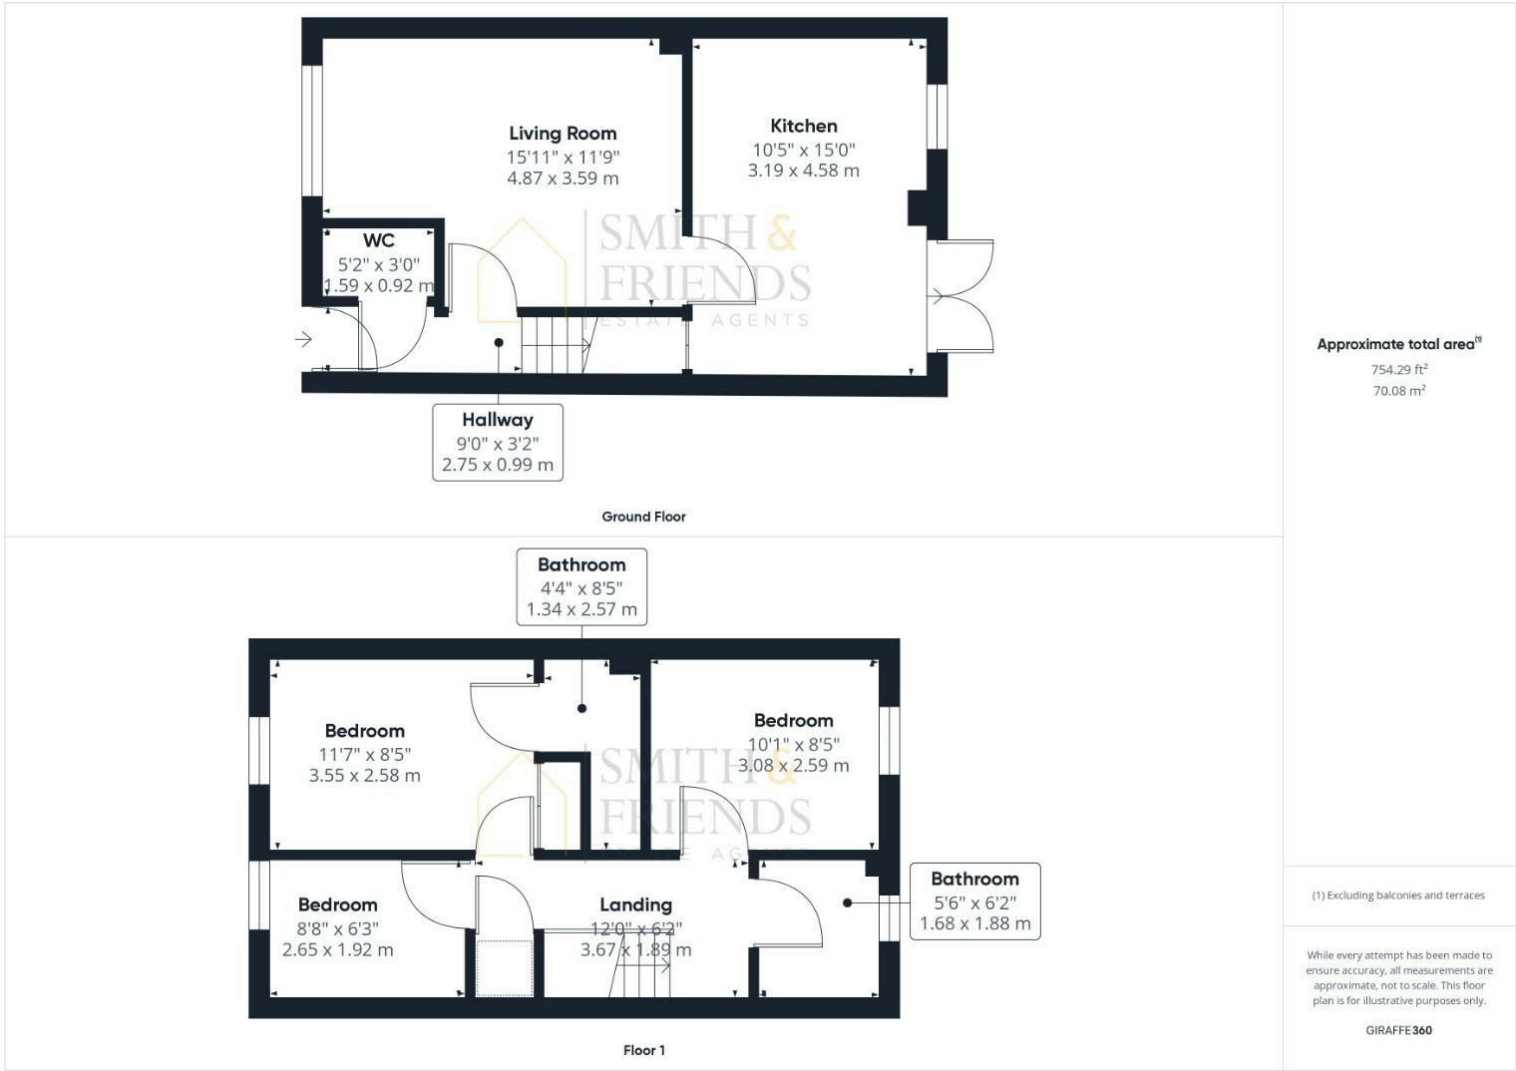 Living Room
15'11" x 11'9"
4.87 x 3.59 m
Kitchen
10'5" x 15'0"
3.19 x 4.58 m
WC
5'2" x 3'0"
1.59 x 0.92 m
SMITH &
FRIENDS
ESTATE AGENTS
Hallway
9'0" x 3'2"
2.75 x 0.99 m
Ground Floor
Bathroom
4'4" x 8'5"
1.34 x 2.57 m
Bedroom
11'7" x 8'5"
3.55 x 2.58 m
Bedroom
10'1" x 8'5"
3.08 x 2.59 m
SMITH &
FRIENDS
ESTATE AGENTS
Bedroom
8'8" x 6'3"
2.65 x 1.92 m
Landing
12'0" x 6'2"
3.67 x 1.89 m
Bathroom
5'6" x 6'2"
1.68 x 1.88 m
Floor 1
Approximate total area(1)
754.29 ft²
70.08 m²
(1) Excluding balconies and terraces
While every attempt has been made to
ensure accuracy, all measurements are
approximate, not to scale. This floor
plan is for illustrative purposes only.
GIRAFFE360